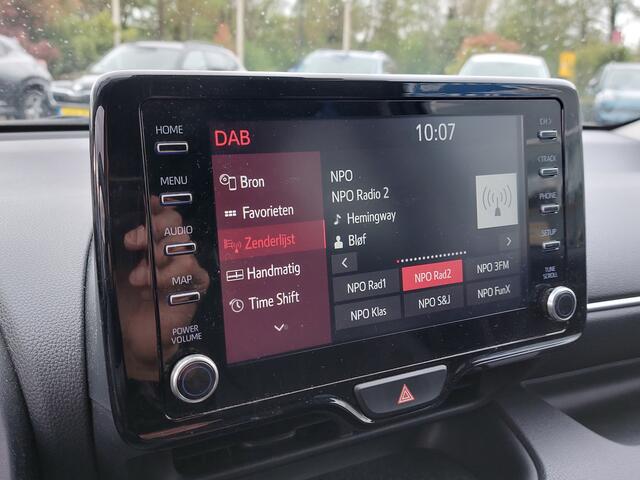 HOME
MENU
AUDIO
MAP
POWER
VOLUME
DAB
10:07
Bron
Favorieten
Zenderlijst
Handmatig
Time Shift
NPO
NPO Radio 2
Hemingway
Bløf
NPO Rad1
NPO Rad2
NPO 3FM
NPO Klas
NPO S&J
NPO FunX
CH >
< TRACK
PHONE
SETUP
TUNE
SCROLL